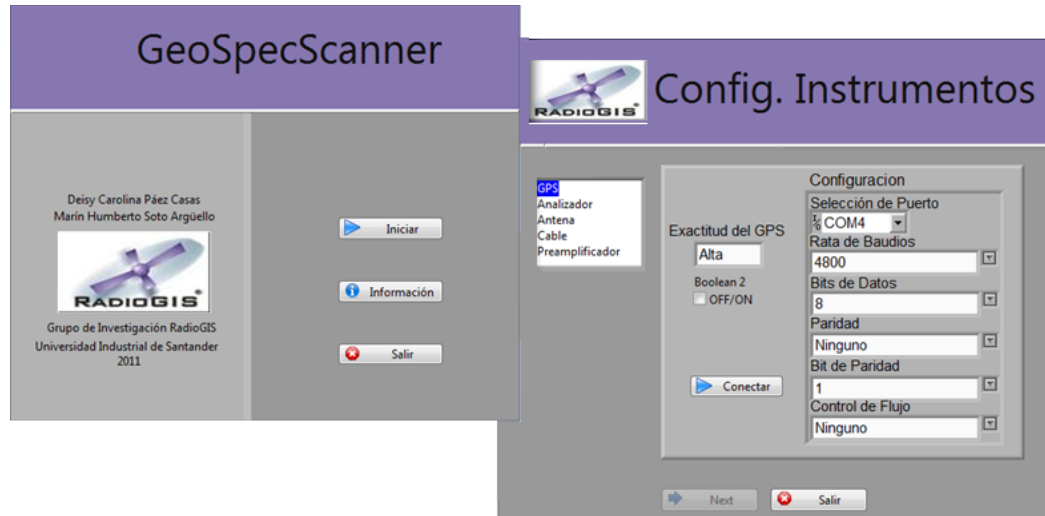 GeoSpecScanner
Deisy Carolina Páez Casas
Marín Humberto Soto Argüello
RADIOGIS
Grupo de Investigación RadioGIS
Universidad Industrial de Santander
2011
Iniciar
Información
Salir
RADIOGIS
Config. Instrumentos
GPS
Analizador
Antena
Cable
Preamplificador
Exactitud del GPS
Alta
Boolean 2
OFF/ON
Conectar
Configuracion
Selección de Puerto
COM4
Rata de Baudios
4800
Bits de Datos
8
Paridad
Ninguno
Bit de Paridad
1
Control de Flujo
Ninguno
Next
Salir